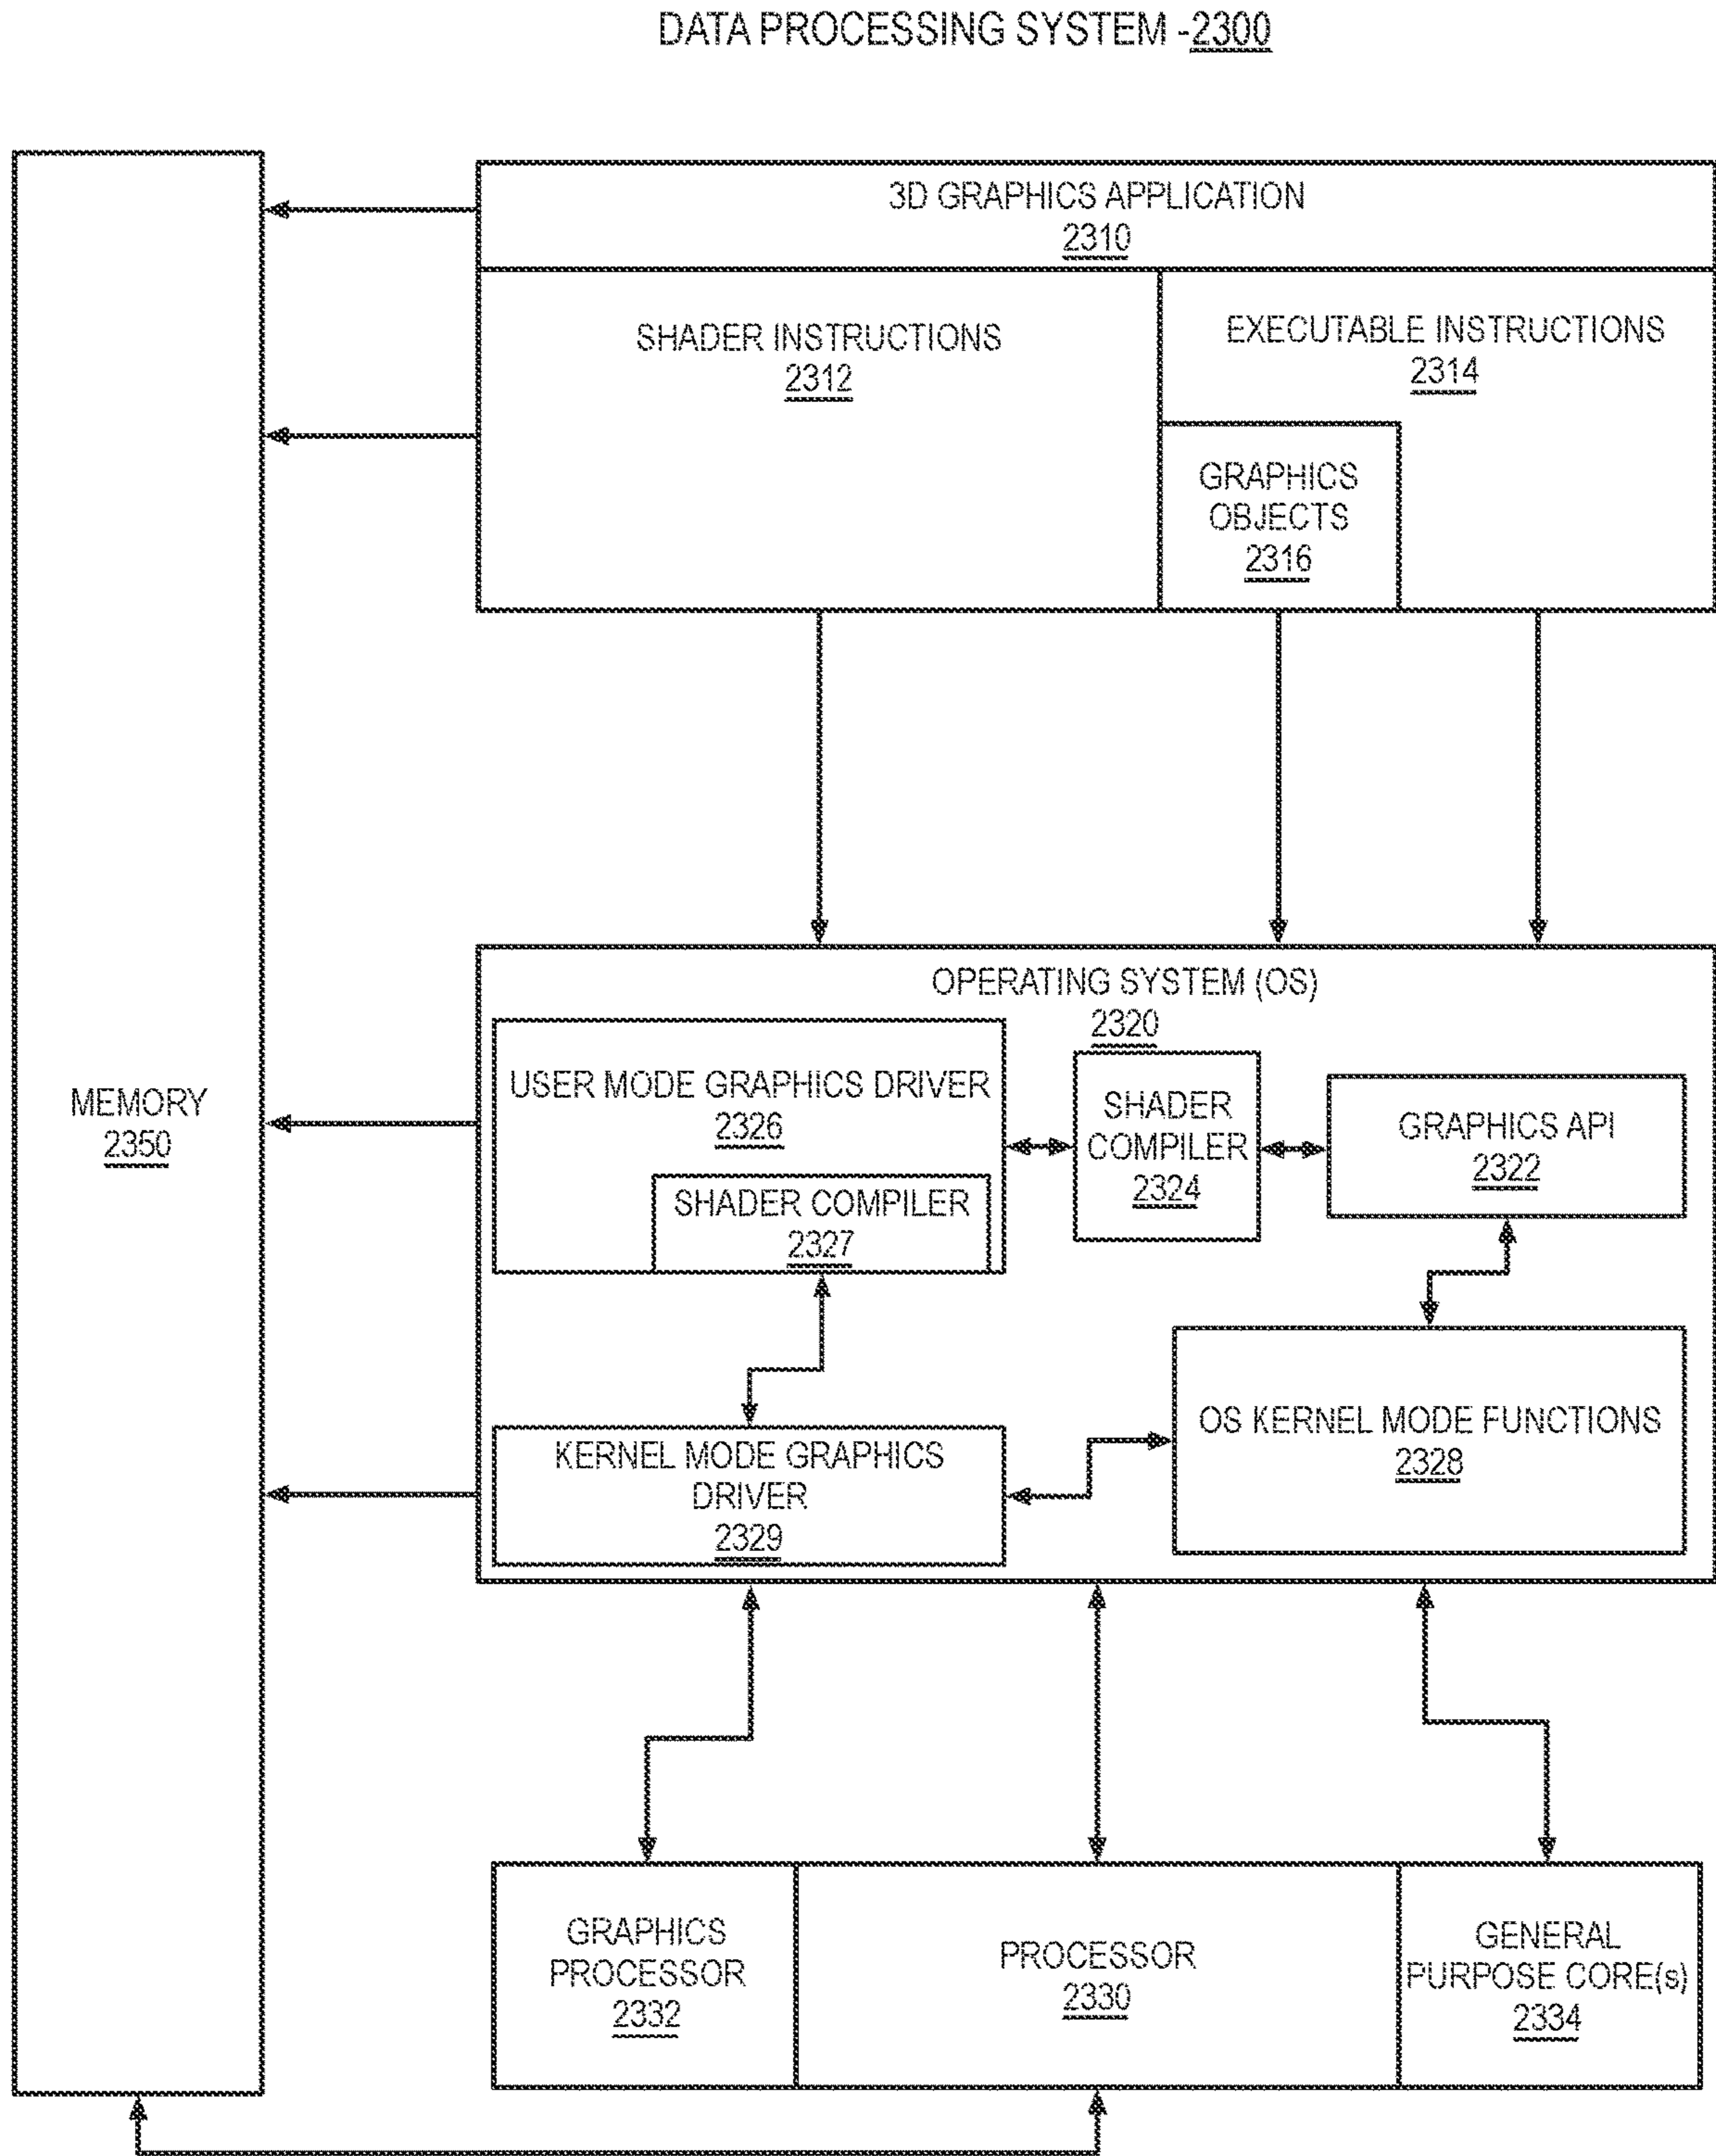 DATA PROCESSING SYSTEM -2300
3D GRAPHICS APPLICATION
2310
SHADER INSTRUCTIONS
2312
EXECUTABLE INSTRUCTIONS
2314
GRAPHICS
OBJECTS
2316
MEMORY
2350
OPERATING SYSTEM (OS)
2320
USER MODE GRAPHICS DRIVER
2326
SHADER COMPILER
2327
SHADER
COMPILER
2324
GRAPHICS API
2322
KERNEL MODE GRAPHICS
DRIVER
2329
OS KERNEL MODE FUNCTIONS
2328
GRAPHICS
PROCESSOR
2332
PROCESSOR
2330
GENERAL
PURPOSE CORE(s)
2334